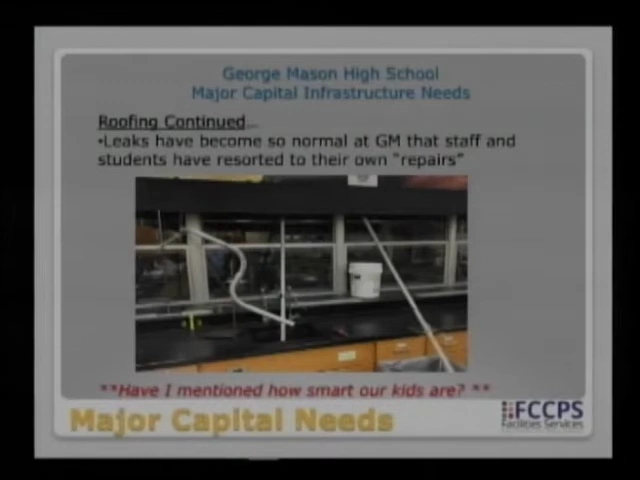 George Mason High School
Major Capital Infrastructure Needs
Roofing Continued...
•Leaks have become so normal at GM that staff and
students have resorted to their own "repairs"
**Have I mentioned how smart our kids are? **
Major Capital Needs
FCCPS
Facilities Services